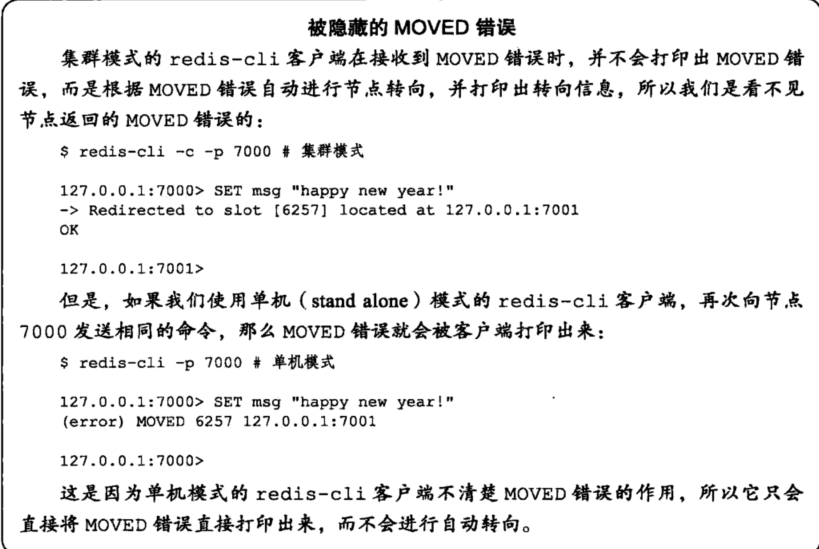 被隐藏的 MOVED 错误
集群模式的 redis-cli 客户端在接收到 MOVED 错误时，并不会打印出 MOVED 错
误，而是根据 MOVED 错误自动进行节点转向，并打印出转向信息，所以我们是看不见
节点返回的 MOVED 错误的：
$ redis-cli -c -p 7000 # 集群模式
127.0.0.1:7000> SET msg "happy new year!"
-> Redirected to slot [6257] located at 127.0.0.1:7001
OK
127.0.0.1:7001>
但是，如果我们使用单机（stand alone）模式的 redis-cli 客户端，再次向节点
7000 发送相同的命令，那么 MOVED 错误就会被客户端打印出来：
$ redis-cli -p 7000 # 单机模式
127.0.0.1:7000> SET msg "happy new year!"
(error) MOVED 6257 127.0.0.1:7001
127.0.0.1:7000>
这是因为单机模式的 redis-cli 客户端不清楚 MOVED 错误的作用，所以它只会
直接将 MOVED 错误直接打印出来，而不会进行自动转向。